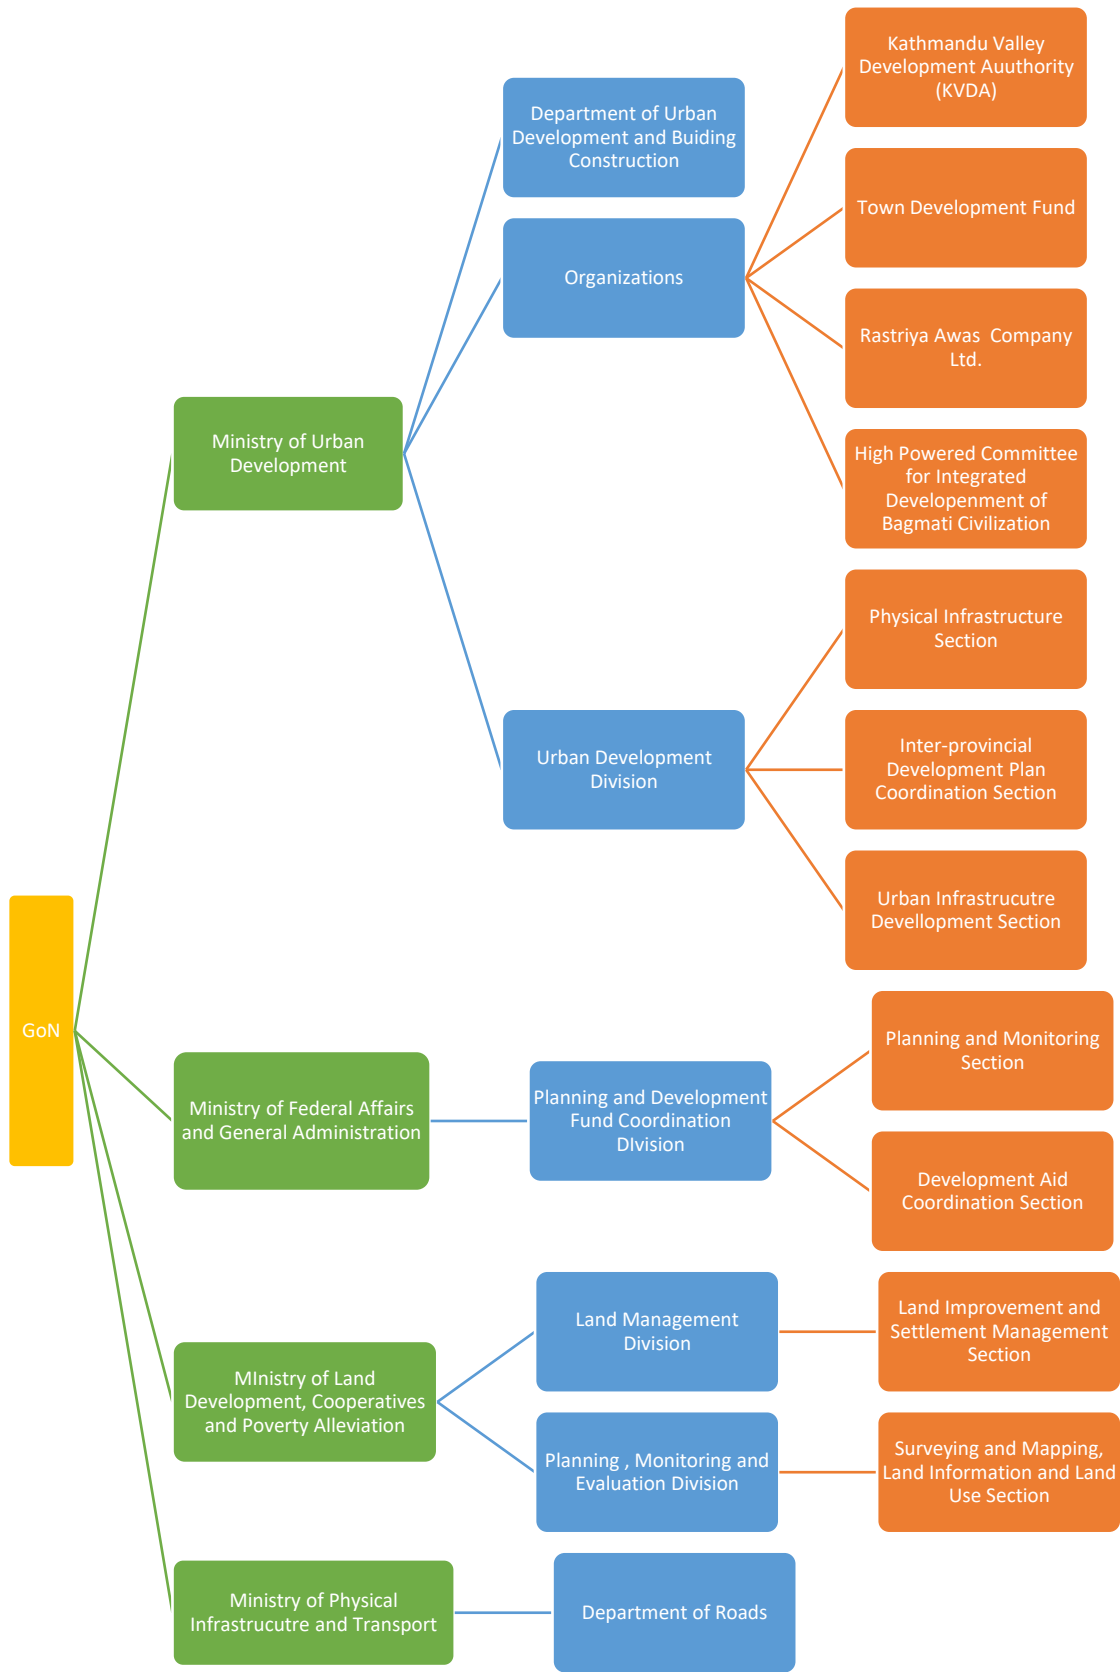 GoN
Ministry of Urban
Development
Department of Urban
Development and Buiding
Construction
Organizations
Kathmandu Valley
Development Auuthority
(KVDA)
Town Development Fund
Rastriya Awas  Company
Ltd.
High Powered Committee
for Integrated
Developenment of
Bagmati Civilization
Urban Development
Division
Physical Infrastructure
Section
Inter-provincial
Development Plan
Coordination Section
Urban Infrastrucutre
Devellopment Section
Ministry of Federal Affairs
and General Administration
Planning and Development
Fund Coordination
DIvision
Planning and Monitoring
Section
Development Aid
Coordination Section
MInistry of Land
Development, Cooperatives
and Poverty Alleviation
Land Management
Division
Land Improvement and
Settlement Management
Section
Planning , Monitoring and
Evaluation Division
Surveying and Mapping,
Land Information and Land
Use Section
Ministry of Physical
Infrastrucutre and Transport
Department of Roads